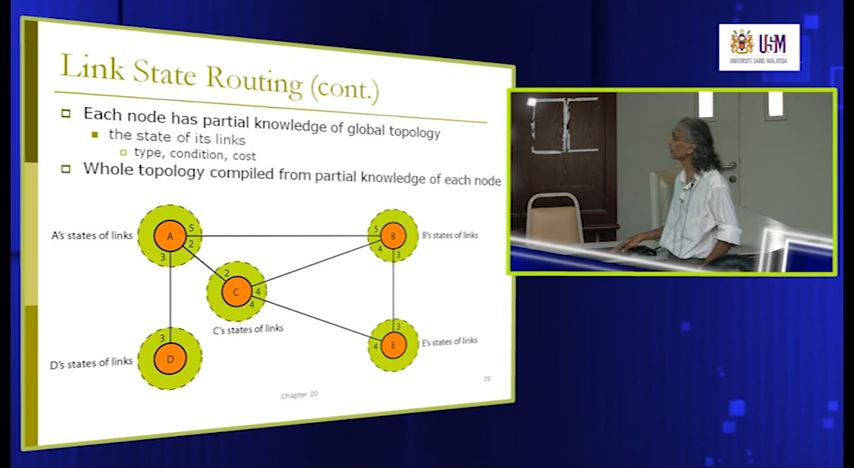 Link State Routing (cont.)
Each node has partial knowledge of global topology
the state of its links
type, condition, cost
Whole topology compiled from partial knowledge of each node
A's states of links
A
5
2
3
5
B
4
3
B's states of links
2
C
4
4
C's states of links
D's states of links
3
D
3
4
E
E's states of links
Chapter 20
29
USM
UNIVERSITI SAINS MALAYSIA